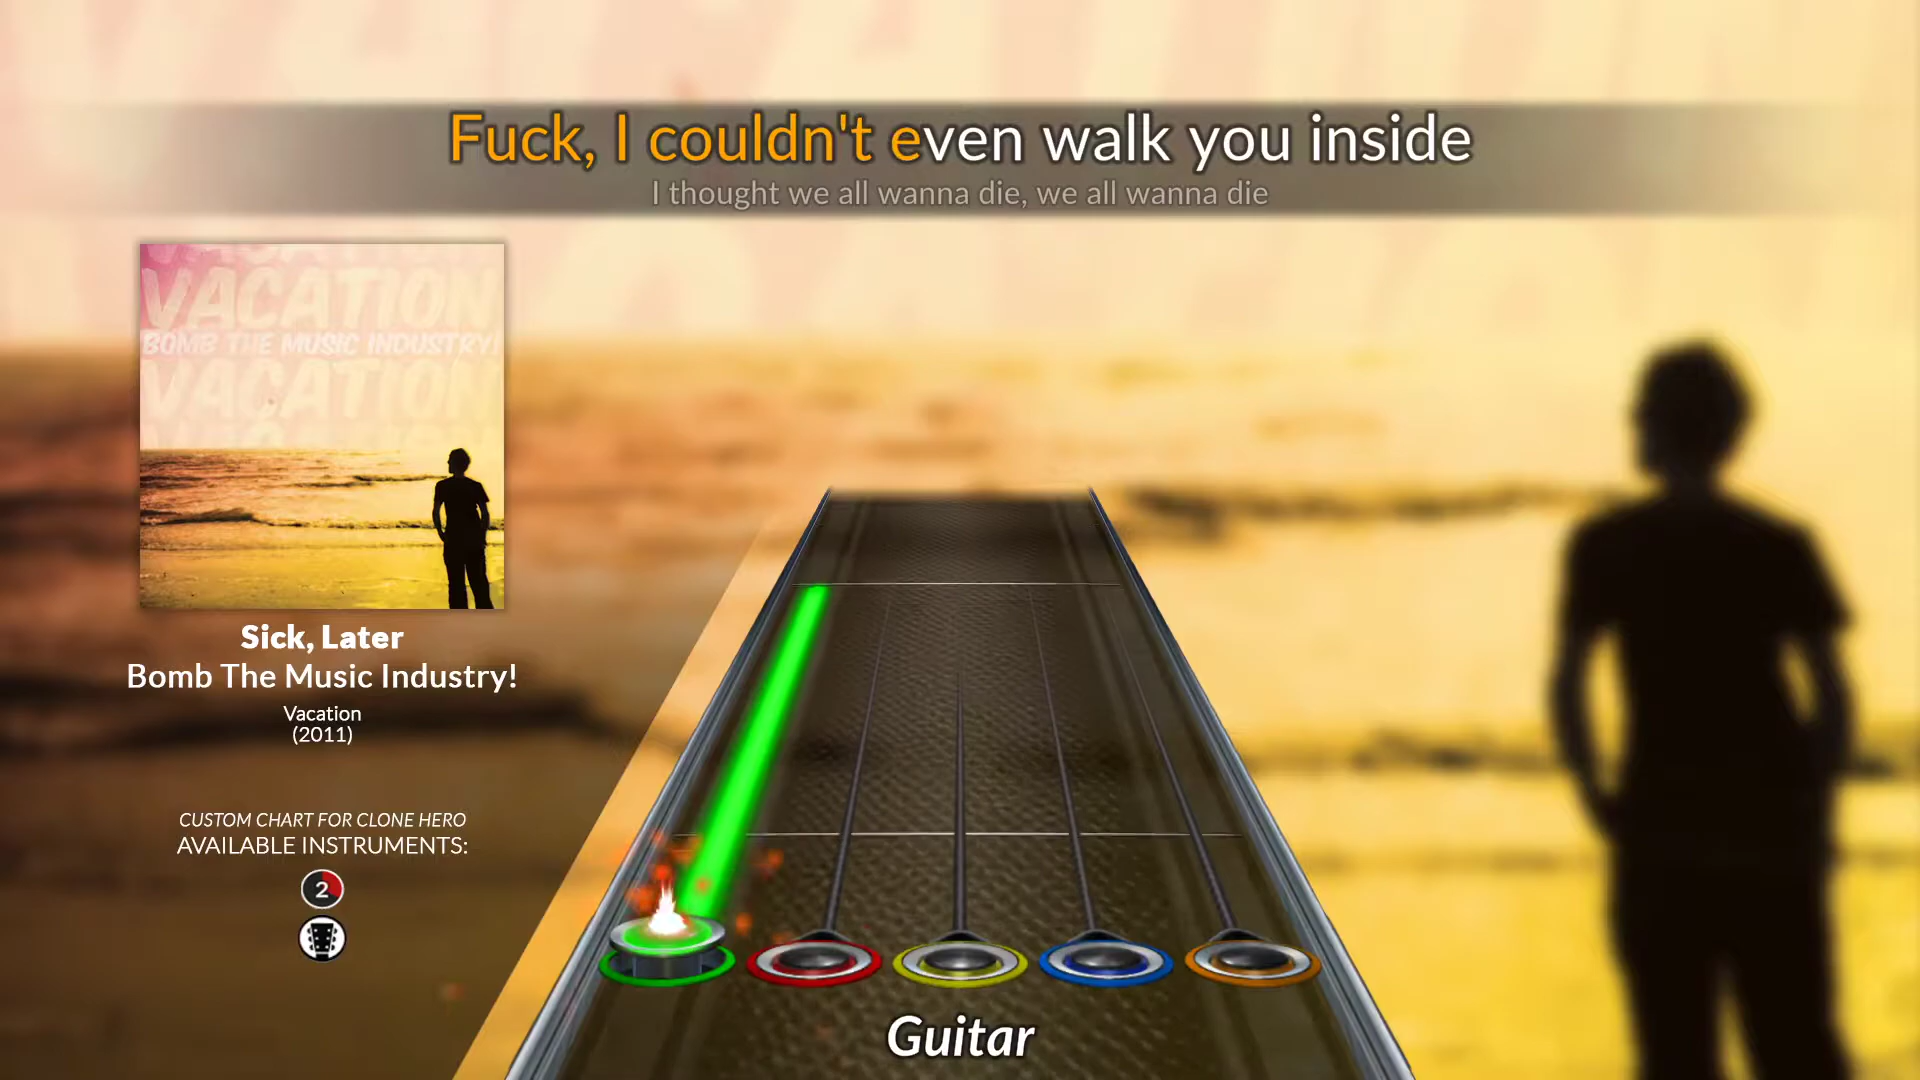 Fuck, I couldn't even walk you inside
I thought we all wanna die, we all wanna die
VACATION
BOMB THE MUSIC INDUSTRY!
VACATION
Sick, Later
Bomb The Music Industry!
Vacation
(2011)
CUSTOM CHART FOR CLONE HERO
AVAILABLE INSTRUMENTS:
2
Guitar